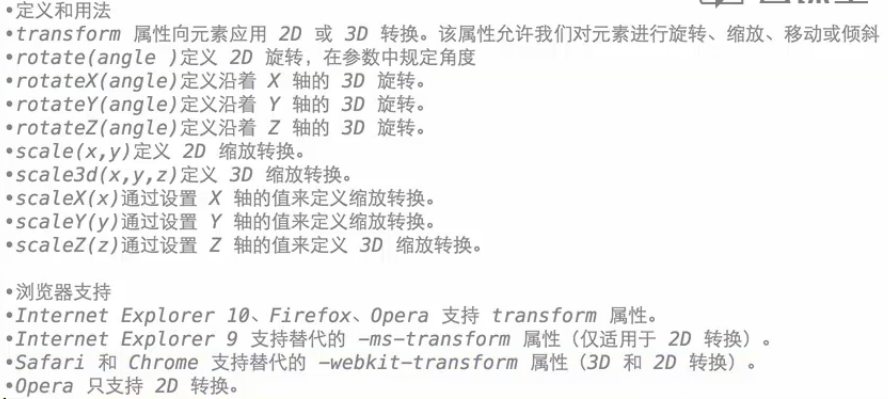 •定义和用法
•transform 属性向元素应用 2D 或 3D 转换。该属性允许我们对元素进行旋转、缩放、移动或倾斜
•rotate(angle )定义 2D 旋转，在参数中规定角度
•rotateX(angle)定义沿着 X 轴的 3D 旋转。
•rotateY(angle)定义沿着 Y 轴的 3D 旋转。
•rotateZ(angle)定义沿着 Z 轴的 3D 旋转。
•scale(x,y)定义 2D 缩放转换。
•scale3d(x,y,z)定义 3D 缩放转换。
•scaleX(x)通过设置 X 轴的值来定义缩放转换。
•scaleY(y)通过设置 Y 轴的值来定义缩放转换。
•scaleZ(z)通过设置 Z 轴的值来定义 3D 缩放转换。
•浏览器支持
•Internet Explorer 10、Firefox、Opera 支持 transform 属性。
•Internet Explorer 9 支持替代的 -ms-transform 属性（仅适用于 2D 转换）。
•Safari 和 Chrome 支持替代的 -webkit-transform 属性（3D 和 2D 转换）。
•Opera 只支持 2D 转换。